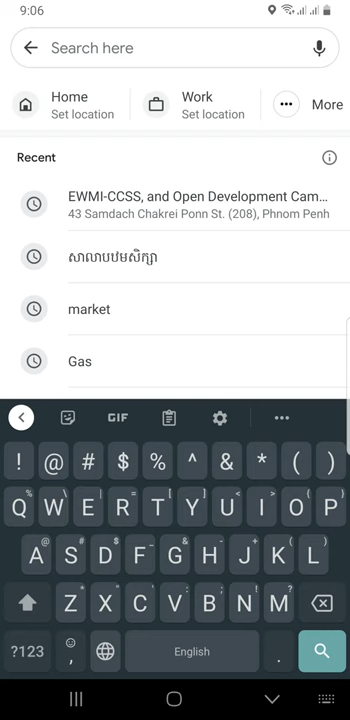 9:06
Search here
Home
Set location
Work
Set location
More
Recent
EWMI-CCSS, and Open Development Cam...
43 Samdach Chakrei Ponn St. (208), Phnom Penh
សាលាបឋមសិក្សា
market
Gas
GIF
! @ # $ % ^ & * ( )
% \ | = [ ] < > { }
Q W E R T Y U I O P
@ # $ _ & - + ( )
A S D F G H J K L
* " ' : ; ! ?
Z X C V B N M
?123 , English .